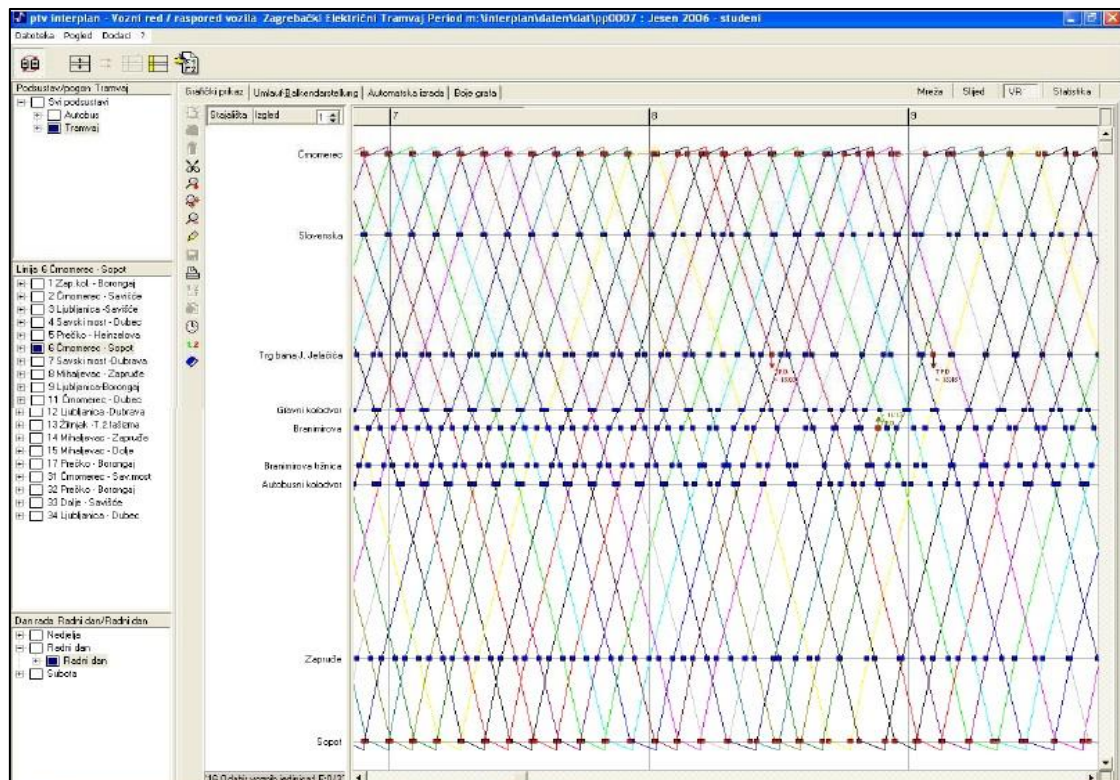 ptv interplan - Vozni red / raspored vozila Zagrebački Električni Tramvaj Period m:\interplan\daten\dat\pp0007 : Jesen 2006 - studeni
Datoteka Pogled Dodaci ?
Podsustav/pogon Tramvaj
Svi podsustavi
Autobus
Tramvaj
Linija 6 Črnomerec - Sopot
1 Zap.kol. - Borongaj
2 Črnomerec - Savišće
3 Ljubljanica - Savišće
4 Savski most - Dubec
5 Prečko - Heinzelova
6 Črnomerec - Sopot
7 Savski most - Dubrava
8 Mihaljevac - Zapruđe
9 Ljubljanica-Borongaj
11 Črnomerec - Dubec
12 Ljubljanica - Dubrava
13 Žitnjak
14 Mihaljevac - Zapruđe
15 Mihaljevac - Dolje
17 Prečko - Borongaj
31 Črnomerec - Sav.most
32 Prečko - Borongaj
33 Dolje - Savišće
34 Ljubljanica - Dubec
Dan rada Radni dan/Radni dan
Nedjelja
Radni dan
Radni dan
Subota
Grafički prikaz Umlauf-Balkendarstellung Automatska izrada Boje grafa Mreža Slijed VR Statistika
Stajališta Izgled 1 7 8 9
Črnomerec
Slovenska
Trg bana J. Jelačića
Glavni kolodvor
Branimirova
Branimirova tržnica
Autobusni kolodvor
Zapruđe
Sopot